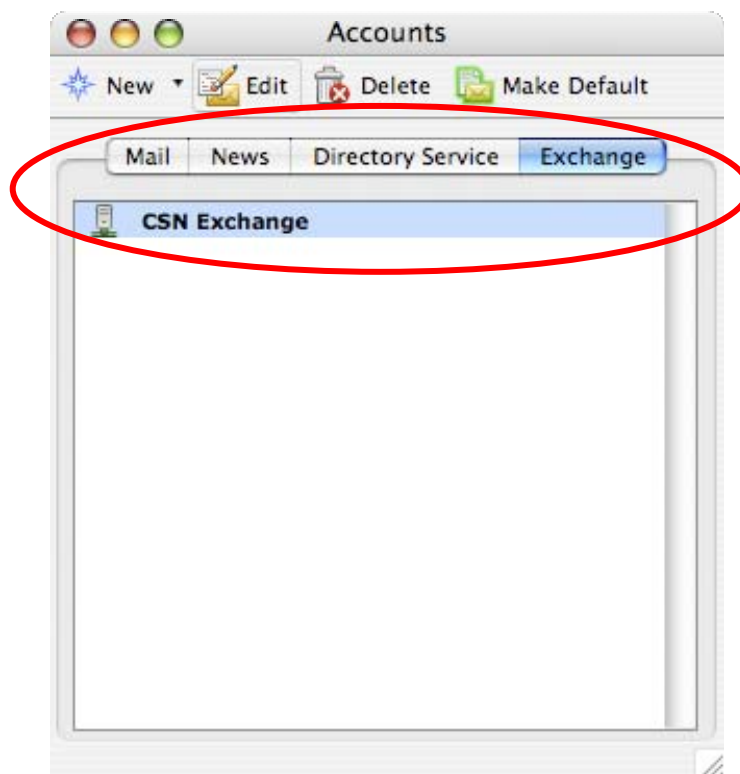 Accounts
New Edit Delete Make Default
Mail News Directory Service Exchange
CSN Exchange